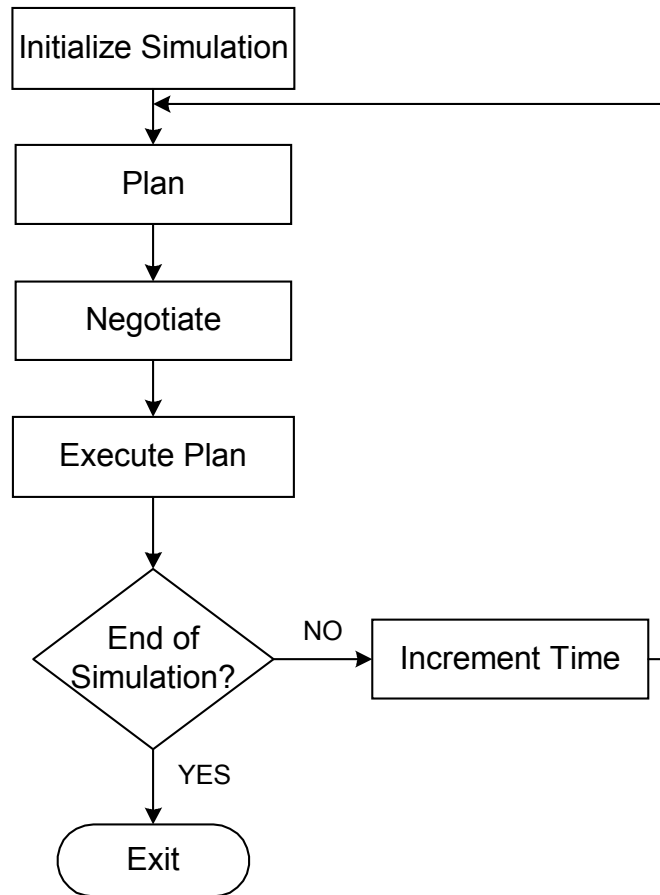 Initialize Simulation
Plan
Negotiate
Execute Plan
End of
Simulation?
NO
Increment Time
YES
Exit